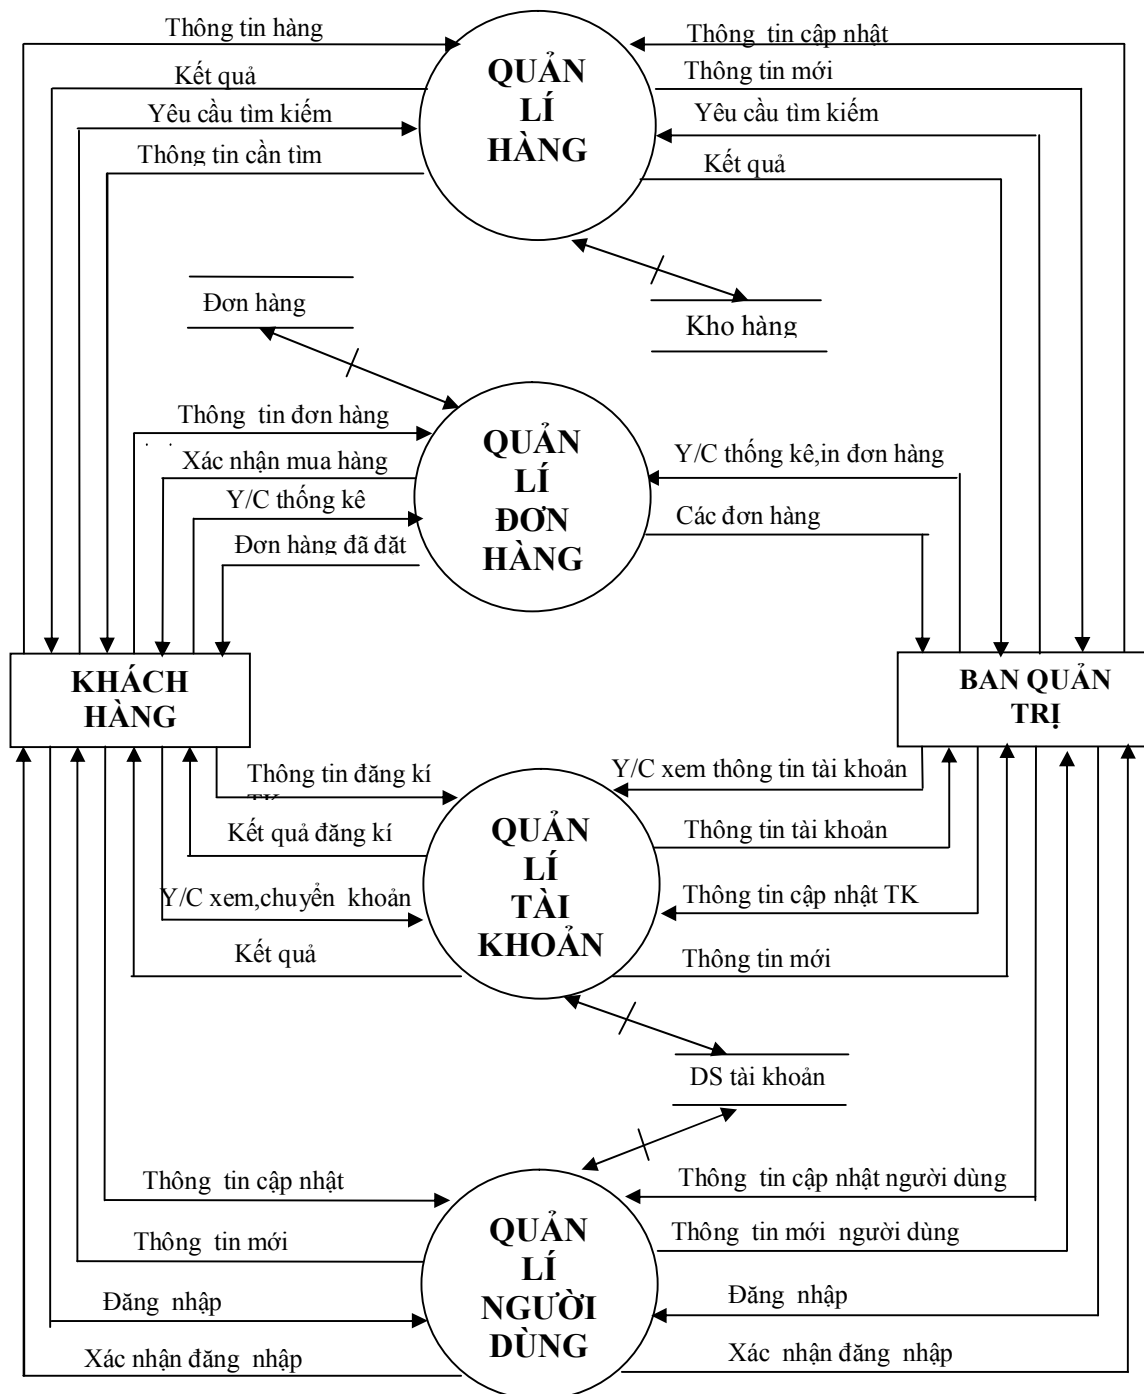 Thông tin hàng
Thông tin cập nhật
QUẢN
LÍ
HÀNG
Kết quả
Thông tin mới
Yêu cầu tìm kiếm
Yêu cầu tìm kiếm
Thông tin cần tìm
Kết quả
Đơn hàng
Kho hàng
Thông tin đơn hàng
QUẢN
LÍ
ĐƠN
HÀNG
Y/C thống kê,in đơn hàng
Xác nhận mua hàng
Y/C thống kê
Các đơn hàng
Đơn hàng đã đặt
KHÁCH
HÀNG
BAN QUẢN
TRỊ
Thông tin đăng kí
TK
Y/C xem thông tin tài khoản
QUẢN
LÍ
TÀI
KHOẢN
Kết quả đăng kí
Thông tin tài khoản
Y/C xem,chuyển khoản
Thông tin cập nhật TK
Kết quả
Thông tin mới
DS tài khoản
Thông tin cập nhật
Thông tin cập nhật người dùng
QUẢN
LÍ
NGƯỜI
DÙNG
Thông tin mới
Thông tin mới người dùng
Đăng nhập
Đăng nhập
Xác nhận đăng nhập
Xác nhận đăng nhập